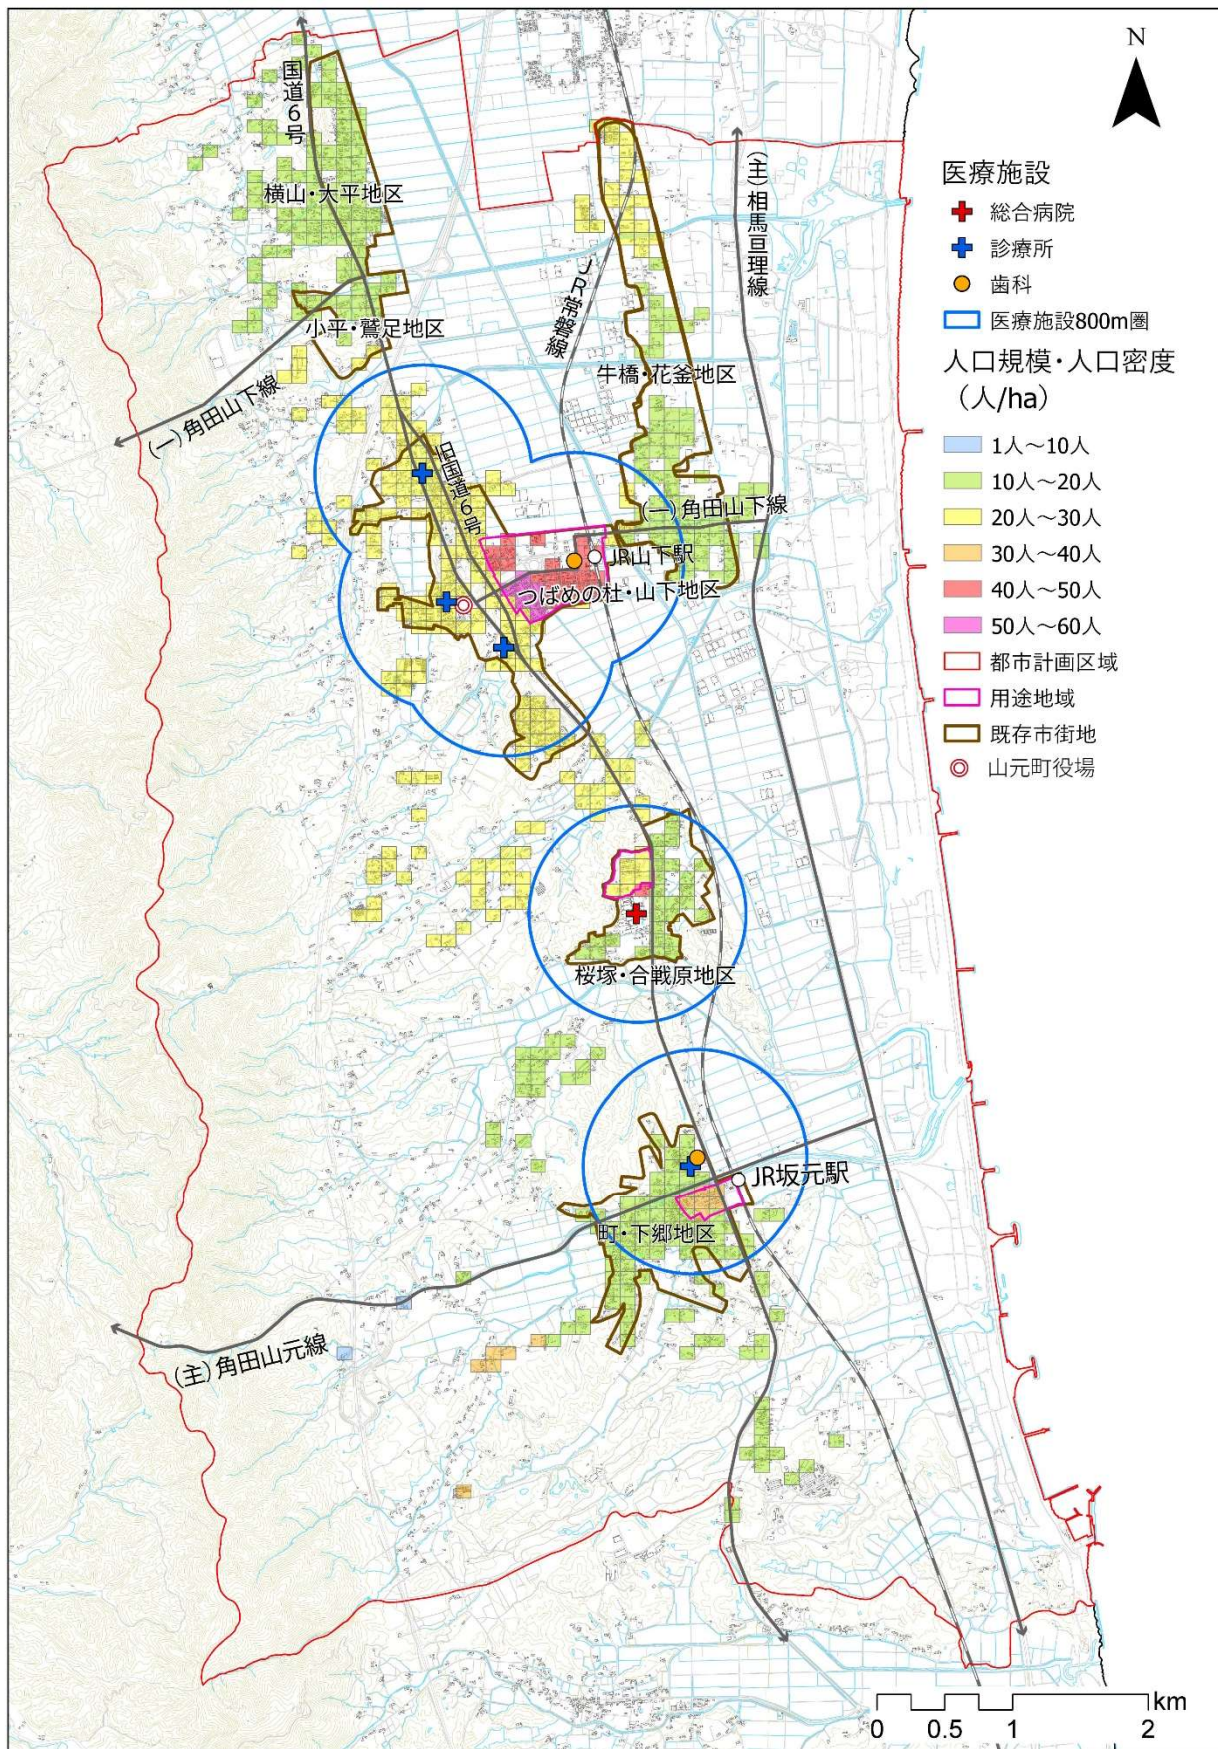 N
医療施設
総合病院
診療所
歯科
医療施設800m圏
人口規模・人口密度
（人/ha）
1人～10人
10人～20人
20人～30人
30人～40人
40人～50人
50人～60人
都市計画区域
用途地域
既存市街地
山元町役場
国道6号
横山・大平地区
(主)相馬亘理線
JR常磐線
小平・鷲足地区
牛橋・花釜地区
(一)角田山下線
旧国道6号
(一)角田山下線
JR山下駅
つばめの杜・山下地区
桜塚・合戦原地区
JR坂元駅
町・下郷地区
(主)角田山元線
km
0 0.5 1 2